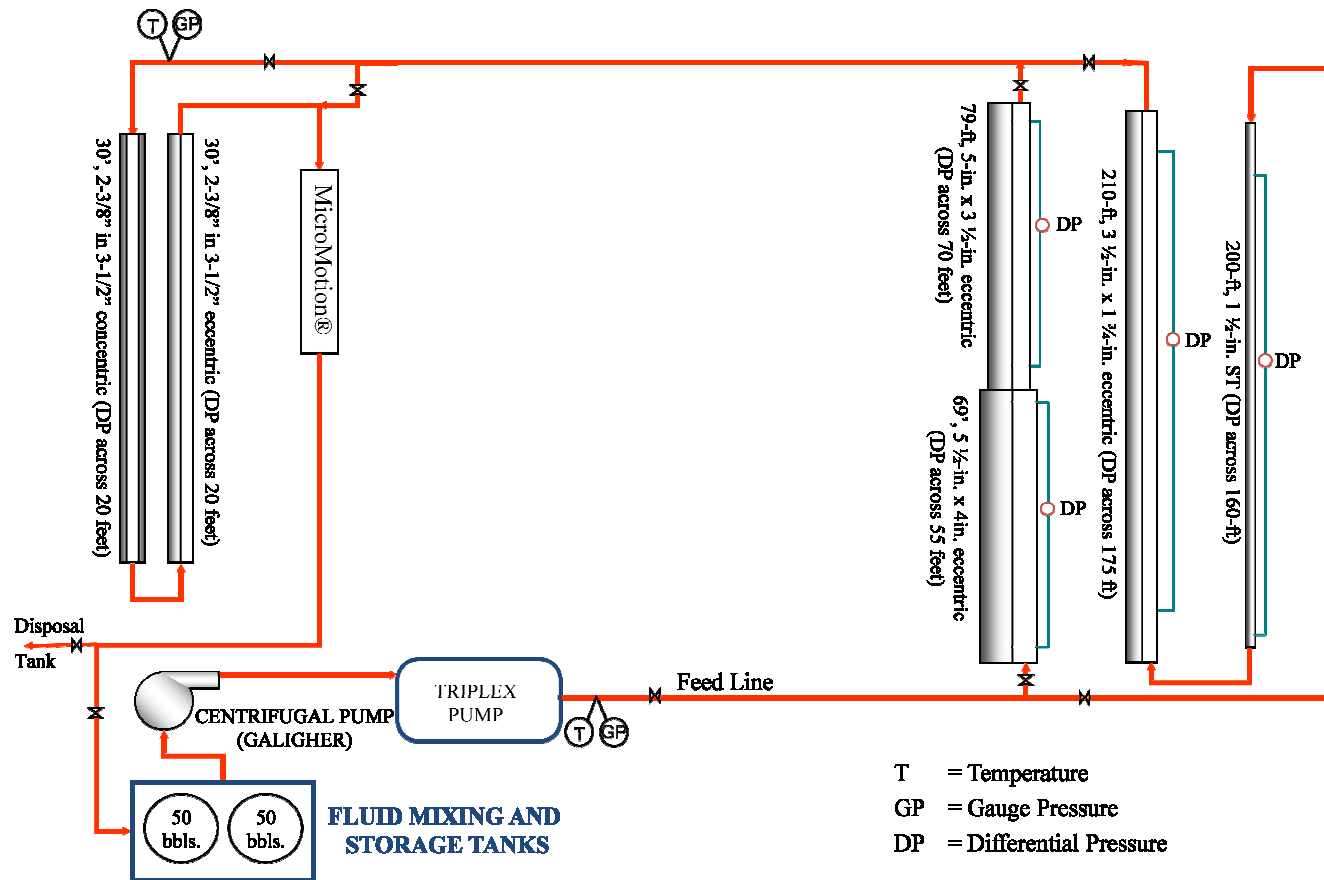 T GP
30’, 2-3/8” in 3-1/2” concentric (DP across 20 feet)
30’, 2-3/8” in 3-1/2” eccentric (DP across 20 feet)
MicroMotion®
79-ft, 5-in. x 3 ½-in. eccentric
(DP across 70 feet)
DP
69’, 5 ½-in. x 4in. eccentric
(DP across 55 feet)
DP
210-ft, 3 ½-in. x 1 ¾-in. eccentric (DP across 175 ft)
DP
200-ft, 1 ½-in. ST (DP across 160-ft)
DP
Disposal
Tank
CENTRIFUGAL PUMP
(GALIGHER)
TRIPLEX
PUMP
T GP
Feed Line
50
bbls.
50
bbls.
FLUID MIXING AND
STORAGE TANKS
T = Temperature
GP = Gauge Pressure
DP = Differential Pressure